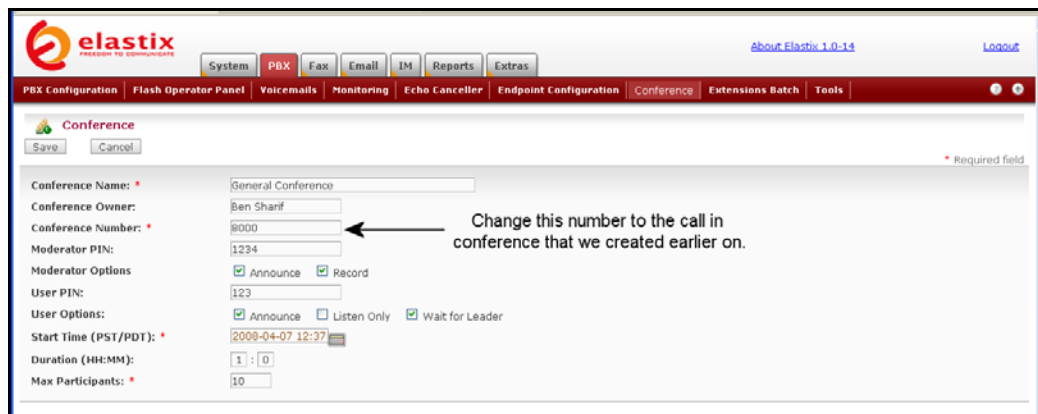 elastix
FREEDOM TO COMMUNICATE
About Elastix 1.0-14 Logout
System PBX Fax Email IM Reports Extras
PBX Configuration Flash Operator Panel Voicemails Monitoring Echo Canceller Endpoint Configuration Conference Extensions Batch Tools
Conference
Save Cancel
* Required field
Conference Name: * General Conference
Conference Owner: Ben Sharif
Conference Number: * 8000
Change this number to the call in
conference that we created earlier on.
Moderator PIN: 1234
Moderator Options Announce Record
User PIN: 123
User Options: Announce Listen Only Wait for Leader
Start Time (PST/PDT): * 2008-04-07 12:37
Duration (HH:MM): 1 : 0
Max Participants: * 10